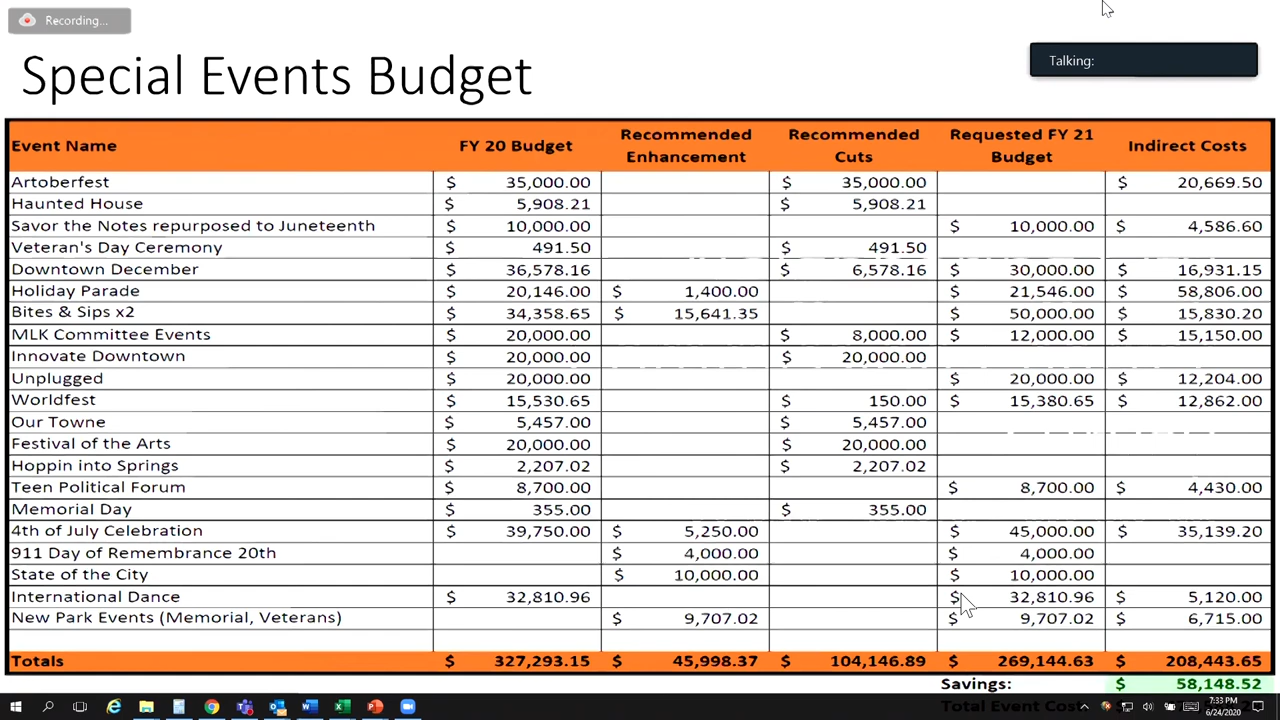 Recording...
Talking:
Special Events Budget
Event Name FY 20 Budget Recommended Enhancement Recommended Cuts Requested FY 21 Budget Indirect Costs
Artoberfest $ 35,000.00 $ 35,000.00 $ 20,669.50
Haunted House $ 5,908.21 $ 5,908.21
Savor the Notes repurposed to Juneteenth $ 10,000.00 $ 10,000.00 $ 4,586.60
Veteran's Day Ceremony $ 491.50 $ 491.50
Downtown December $ 36,578.16 $ 6,578.16 $ 30,000.00 $ 16,931.15
Holiday Parade $ 20,146.00 $ 1,400.00 $ 21,546.00 $ 58,806.00
Bites & Sips x2 $ 34,358.65 $ 15,641.35 $ 50,000.00 $ 15,830.20
MLK Committee Events $ 20,000.00 $ 8,000.00 $ 12,000.00 $ 15,150.00
Innovate Downtown $ 20,000.00 $ 20,000.00
Unplugged $ 20,000.00 $ 20,000.00 $ 12,204.00
Worldfest $ 15,530.65 $ 150.00 $ 15,380.65 $ 12,862.00
Our Towne $ 5,457.00 $ 5,457.00
Festival of the Arts $ 20,000.00 $ 20,000.00
Hoppin into Springs $ 2,207.02 $ 2,207.02
Teen Political Forum $ 8,700.00 $ 8,700.00 $ 4,430.00
Memorial Day $ 355.00 $ 355.00
4th of July Celebration $ 39,750.00 $ 5,250.00 $ 45,000.00 $ 35,139.20
911 Day of Remembrance 20th $ 4,000.00 $ 4,000.00
State of the City $ 10,000.00 $ 10,000.00
International Dance $ 32,810.96 $ 32,810.96 $ 5,120.00
New Park Events (Memorial, Veterans) $ 9,707.02 $ 9,707.02 $ 6,715.00
Totals $ 327,293.15 $ 45,998.37 $ 104,146.89 $ 269,144.63 $ 208,443.65
Savings: $ 58,148.52
Total Event Cost
7:33 PM
6/24/2020